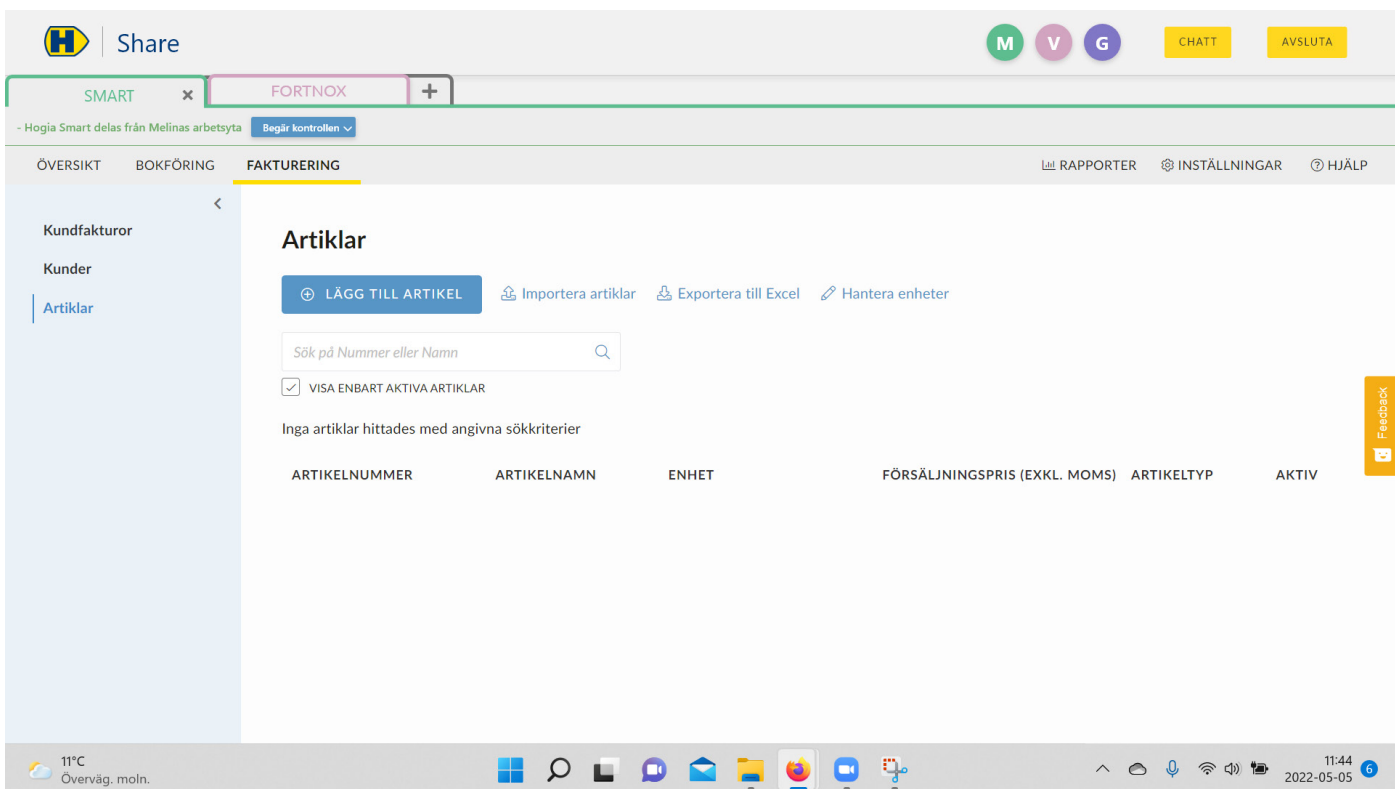 H Share
M V G CHATT AVSLUTA
SMART × FORTNOX +
- Hogia Smart delas från Melinas arbetsyta Begär kontrollen
ÖVERSIKT BOKFÖRING FAKTURERING RAPPORTER INSTÄLLNINGAR HJÄLP
Kundfakturor
Kunder
Artiklar
Artiklar
LÄGG TILL ARTIKEL Importera artiklar Exportera till Excel Hantera enheter
Sök på Nummer eller Namn
VISA ENBART AKTIVA ARTIKLAR
Inga artiklar hittades med angivna sökkriterier
ARTIKELNUMMER ARTIKELNAMN ENHET FÖRSÄLJNINGSPRIS (EXKL. MOMS) ARTIKELTYP AKTIV
Feedback
11°C
Överväg. moln.
11:44
2022-05-05 6